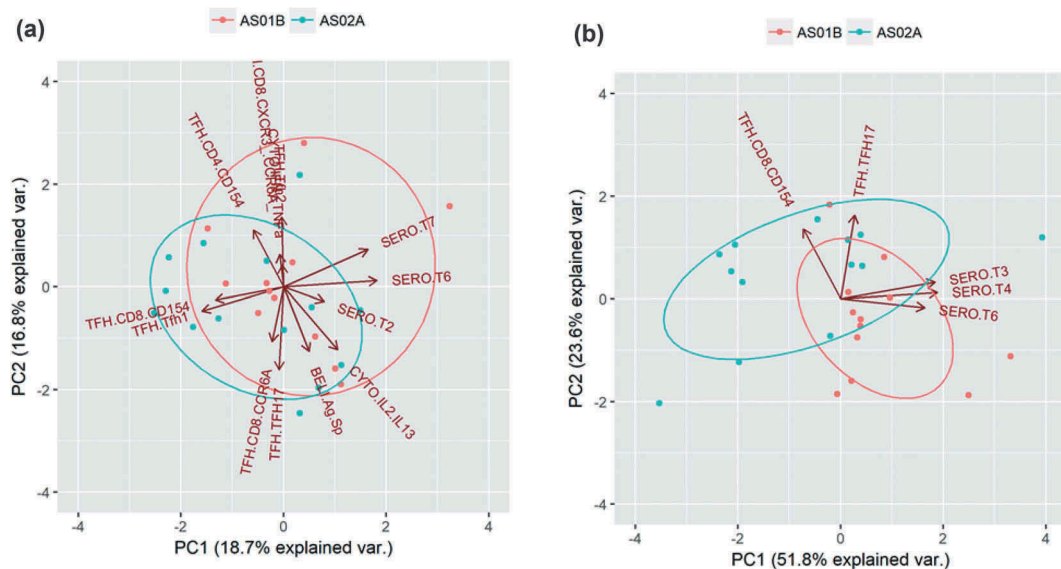 (a)
AS01B AS02A
4
2
0
-2
-4
PC2 (16.8% explained var.)
TFH.CD4.CD154
SERO.T7
SERO.T6
SERO.T2
TFH.CD8.CD154
TFH.Tfh1
TFH.CD8.CCR6A
TFH.TFH17
CYTO.IL2.IL13
-4 -2 0 2 4
PC1 (18.7% explained var.)
(b)
AS01B AS02A
4
2
0
-2
-4
PC2 (23.6% explained var.)
TFH.CD8.CD154
TFH.TFH17
SERO.T3
SERO.T4
SERO.T6
-4 -2 0 2 4
PC1 (51.8% explained var.)